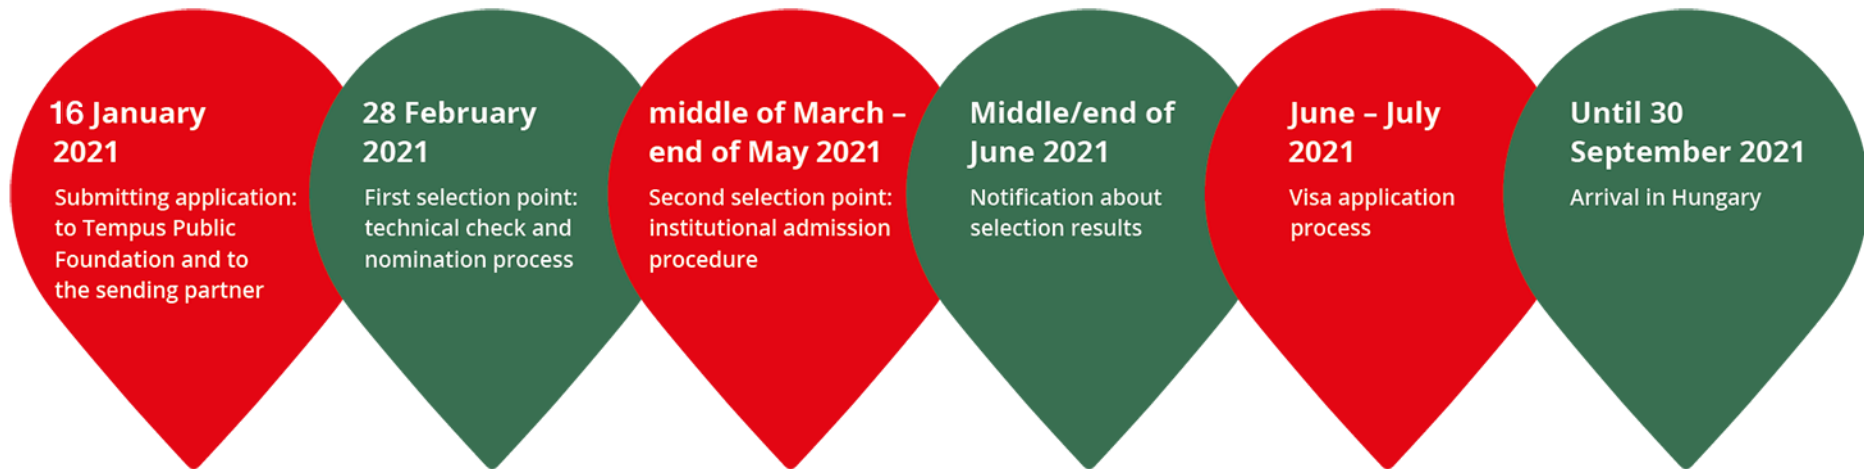 16 January
2021
Submitting application:
to Tempus Public
Foundation and to
the sending partner
28 February
2021
First selection point:
technical check and
nomination process
middle of March –
end of May 2021
Second selection point:
institutional admission
procedure
Middle/end of
June 2021
Notification about
selection results
June – July
2021
Visa application
process
Until 30
September 2021
Arrival in Hungary